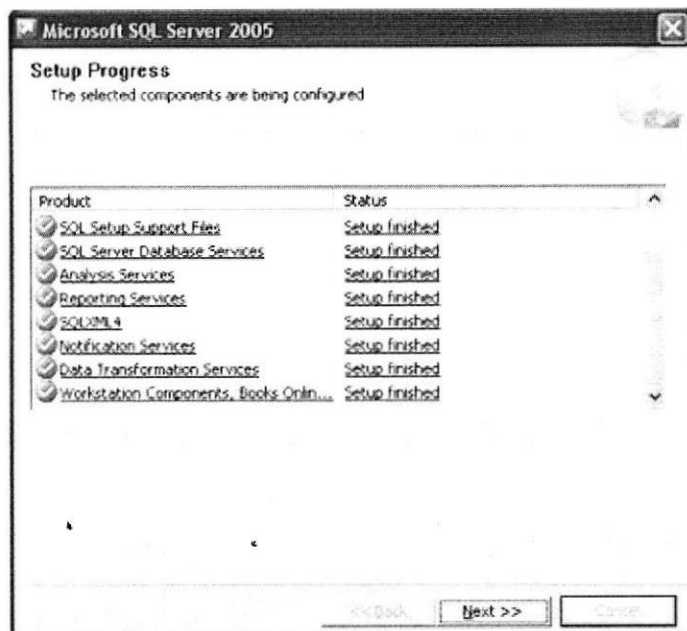 Microsoft SQL Server 2005
Setup Progress
The selected components are being configured
Product Status
SQL Setup Support Files Setup finished
SQL Server Database Services Setup finished
Analysis Services Setup finished
Reporting Services Setup finished
SQLXML4 Setup finished
Notification Services Setup finished
Data Transformation Services Setup finished
Workstation Components, Books Onlin... Setup finished
<< Back Next >> Cancel